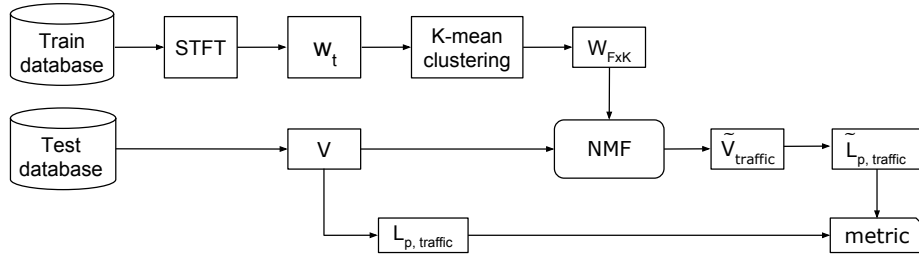 Train
database
STFT
w_t
K-mean
clustering
W_FxK
Test
database
V
NMF
Ṽ_traffic
L̃_p, traffic
L_p, traffic
metric